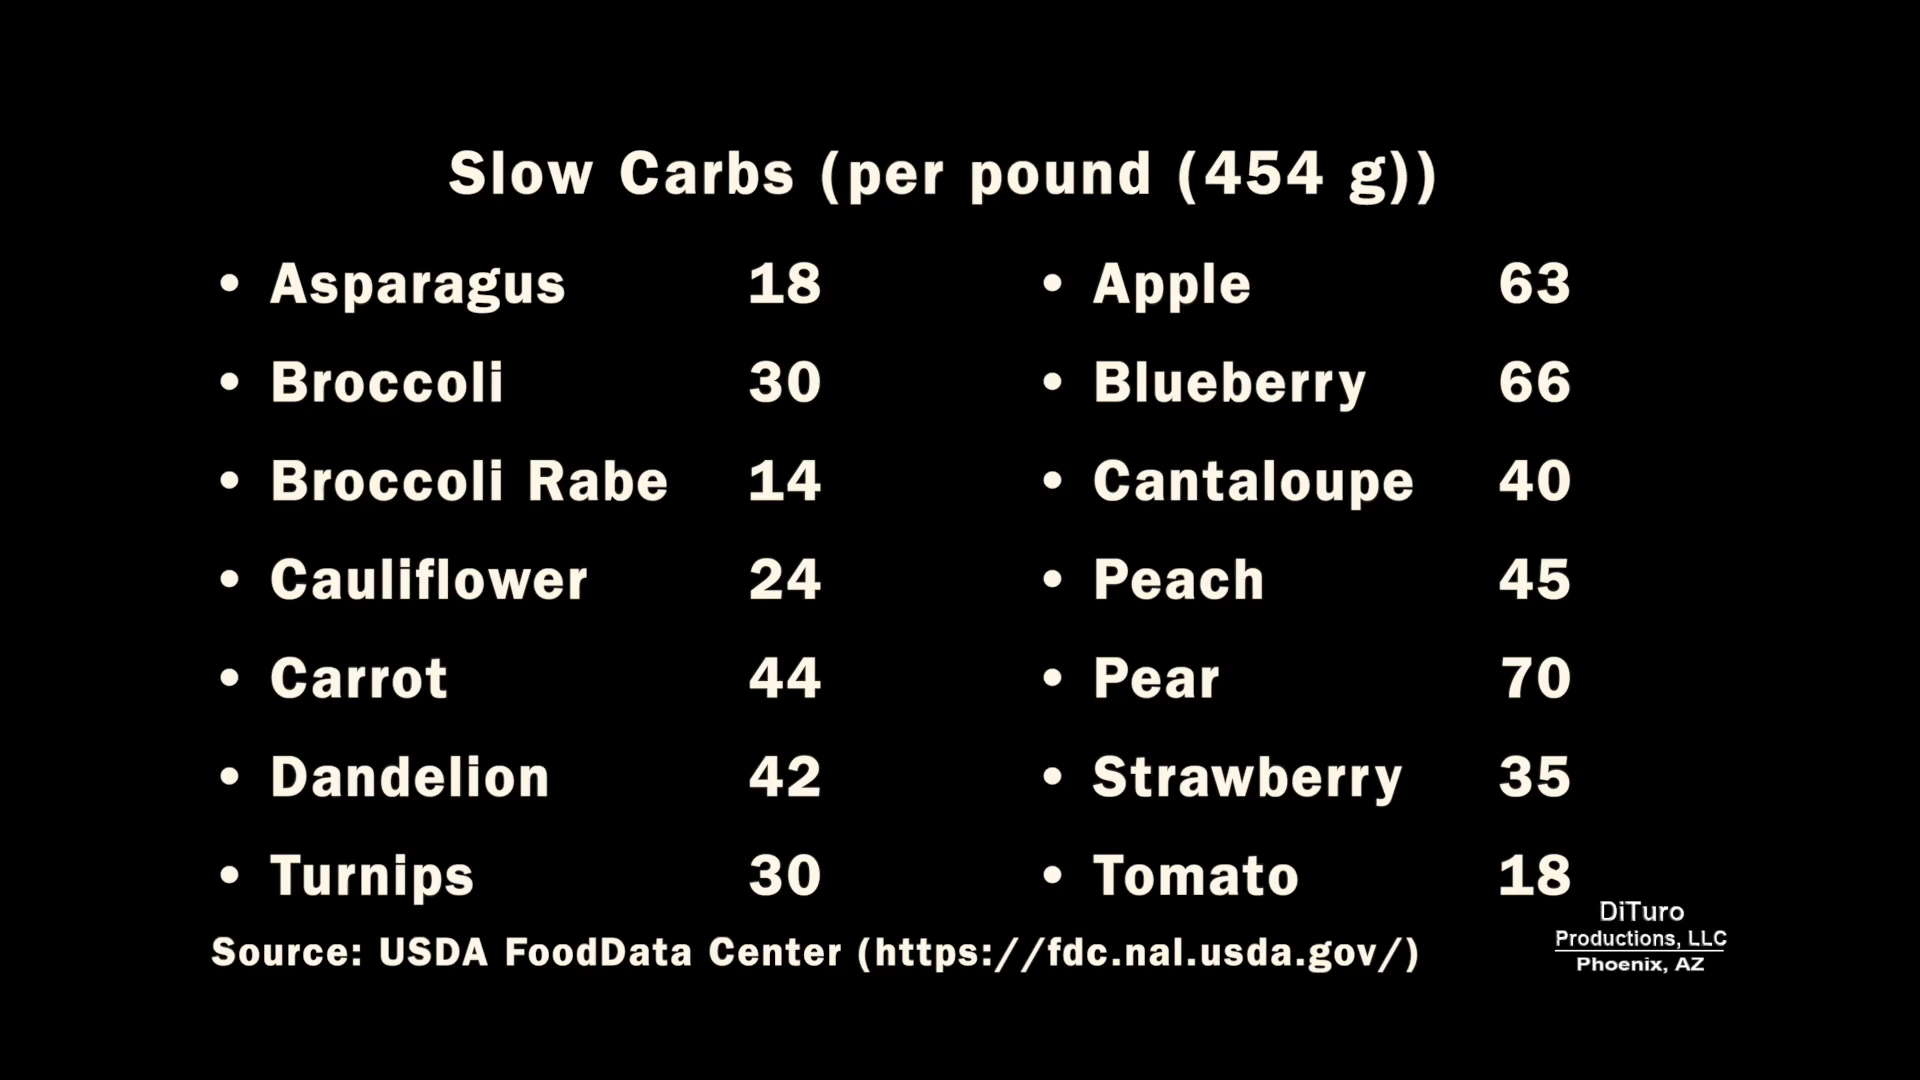 Slow Carbs (per pound (454 g))
• Asparagus 18
• Broccoli 30
• Broccoli Rabe 14
• Cauliflower 24
• Carrot 44
• Dandelion 42
• Turnips 30
• Apple 63
• Blueberry 66
• Cantaloupe 40
• Peach 45
• Pear 70
• Strawberry 35
• Tomato 18
Source: USDA FoodData Center (https://fdc.nal.usda.gov/)
DiTuro
Productions, LLC
Phoenix, AZ